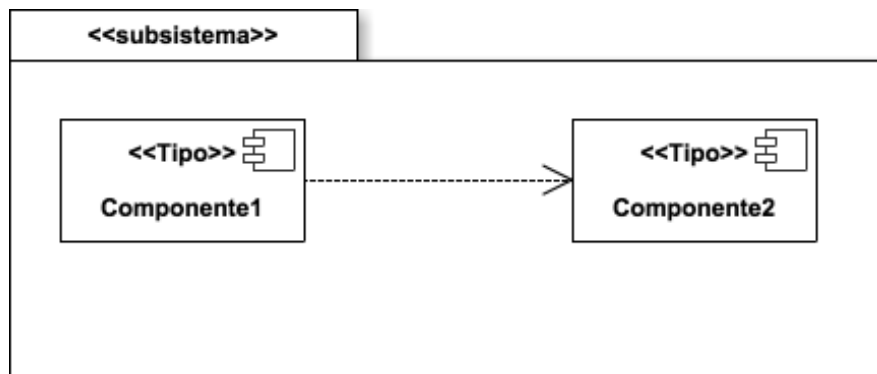 <<subsistema>>
<<Tipo>> <<Tipo>>
Componente1 Componente2